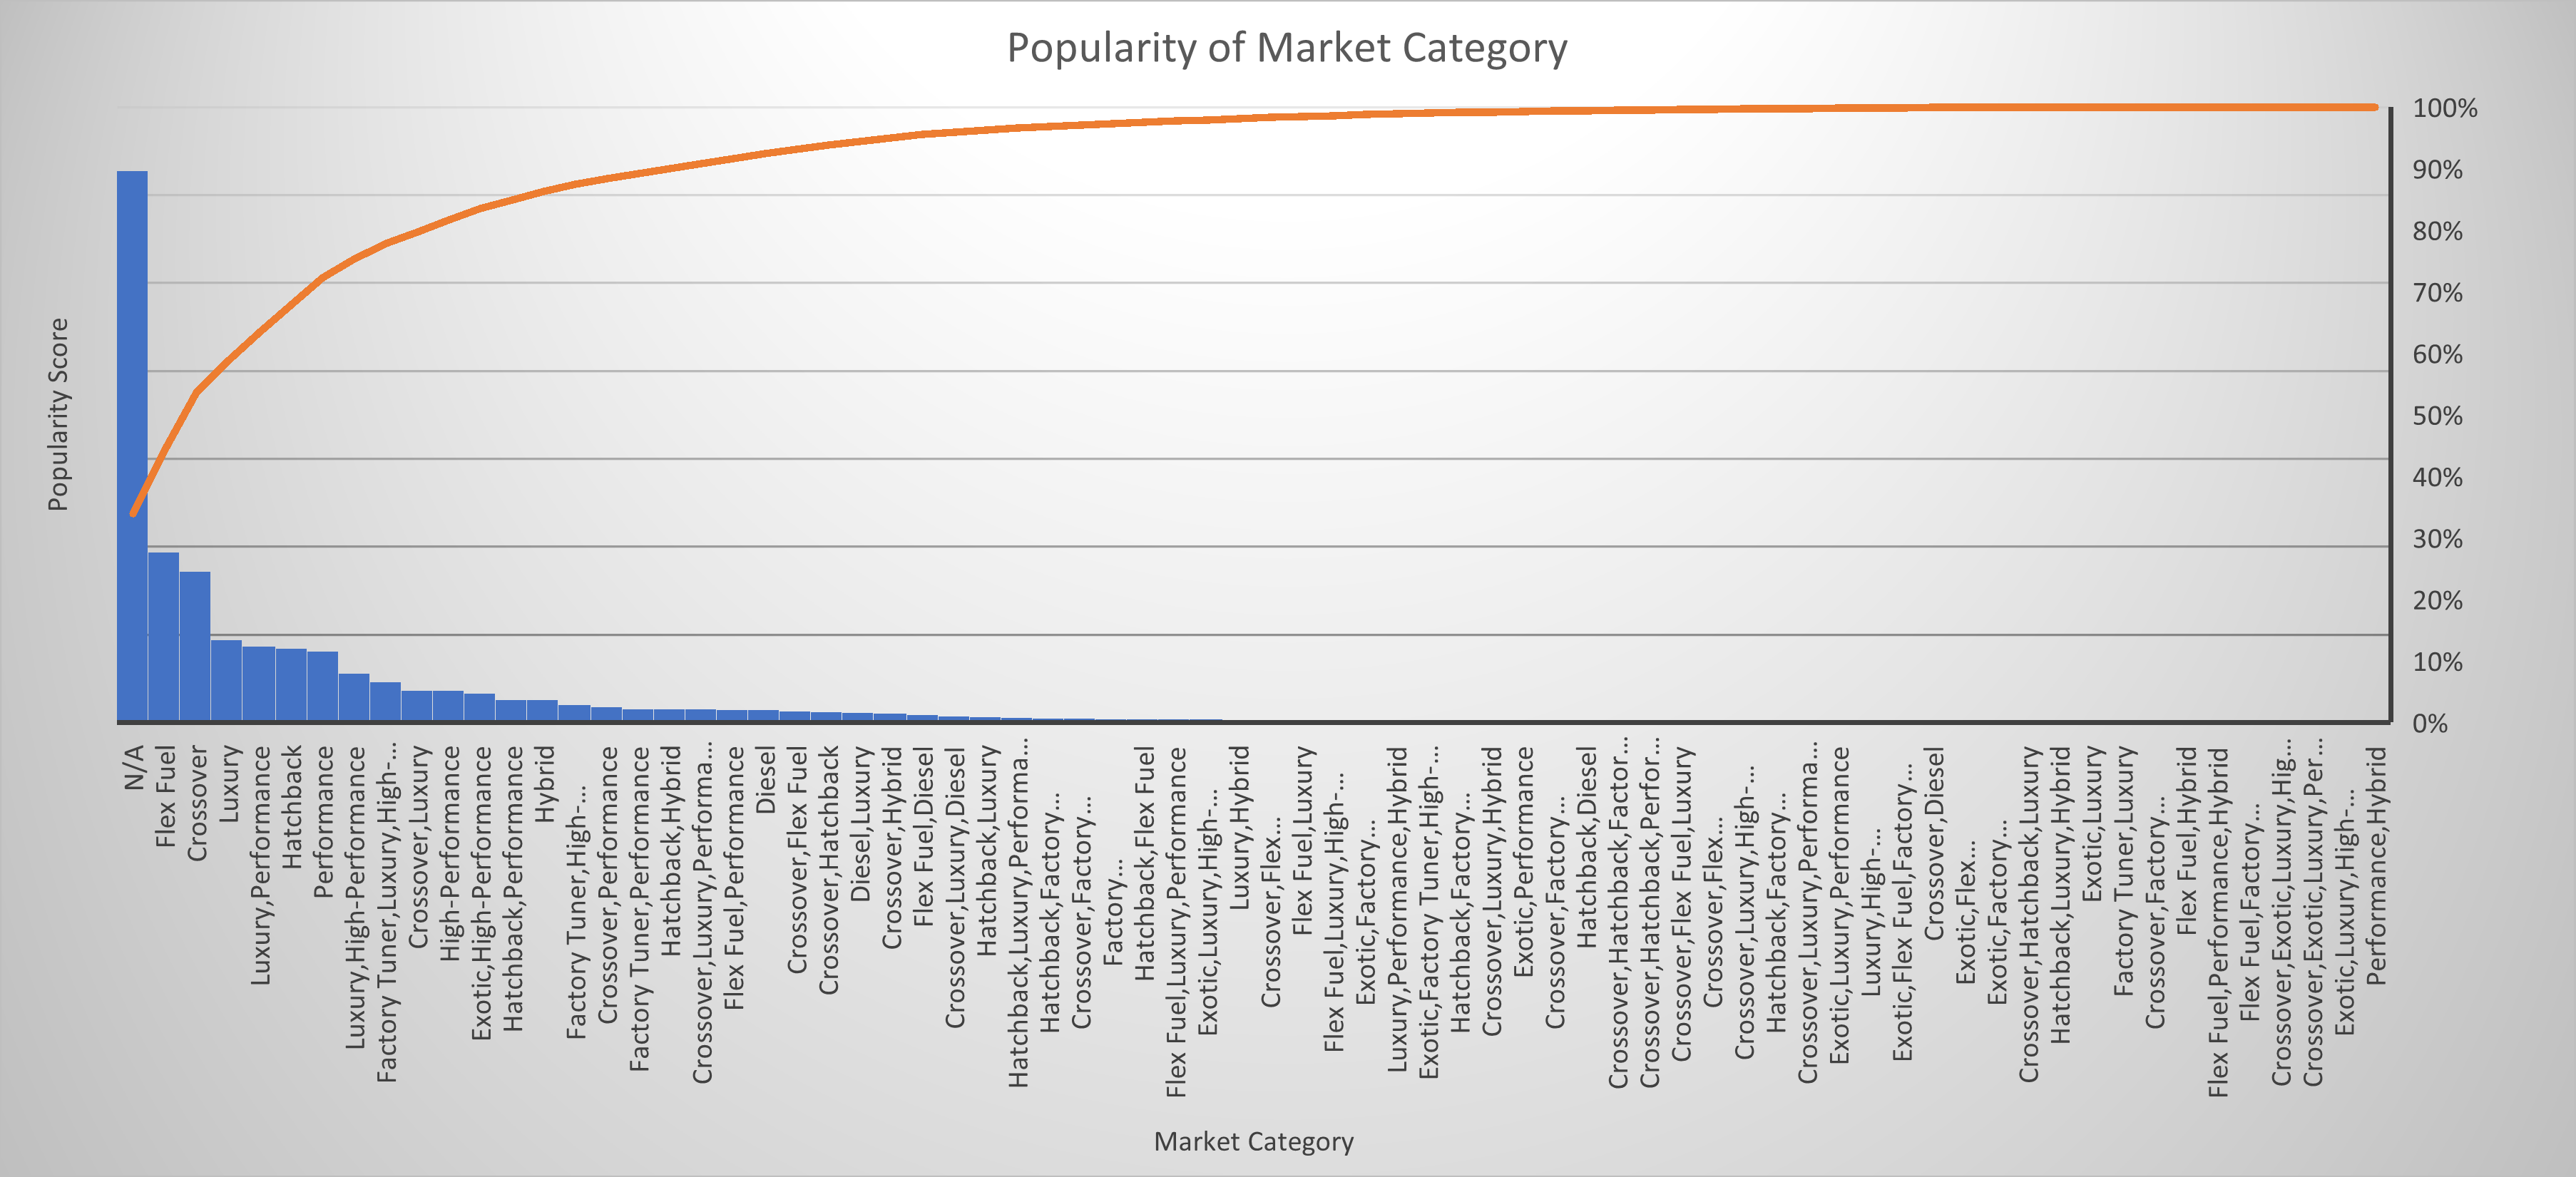 Popularity of Market Category
Popularity Score
100%
90%
80%
70%
60%
50%
40%
30%
20%
10%
0%
N/A
Flex Fuel
Crossover
Luxury
Luxury,Performance
Hatchback
Performance
Luxury,High-Performance
Factory Tuner,Luxury,High-...
Crossover,Luxury
High-Performance
Exotic,High-Performance
Hatchback,Performance
Hybrid
Factory Tuner,High-...
Crossover,Performance
Factory Tuner,Performance
Hatchback,Hybrid
Crossover,Luxury,Performa...
Flex Fuel,Performance
Diesel
Crossover,Flex Fuel
Crossover,Hatchback
Diesel,Luxury
Crossover,Hybrid
Flex Fuel,Diesel
Crossover,Luxury,Diesel
Hatchback,Luxury
Hatchback,Luxury,Performa...
Hatchback,Factory...
Crossover,Factory...
Factory...
Hatchback,Flex Fuel
Flex Fuel,Luxury,Performance
Exotic,Luxury,High-...
Luxury,Hybrid
Crossover,Flex...
Flex Fuel,Luxury
Flex Fuel,Luxury,High-...
Exotic,Factory...
Luxury,Performance,Hybrid
Exotic,Factory Tuner,High-...
Hatchback,Factory...
Crossover,Luxury,Hybrid
Exotic,Performance
Crossover,Factory...
Hatchback,Diesel
Crossover,Hatchback,Factor...
Crossover,Hatchback,Perfor...
Crossover,Flex Fuel,Luxury
Crossover,Flex...
Crossover,Luxury,High-...
Hatchback,Factory...
Crossover,Luxury,Performa...
Exotic,Luxury,Performance
Luxury,High-...
Exotic,Flex Fuel,Factory...
Crossover,Diesel
Exotic,Flex...
Exotic,Factory...
Crossover,Hatchback,Luxury
Hatchback,Luxury,Hybrid
Exotic,Luxury
Factory Tuner,Luxury
Crossover,Factory...
Flex Fuel,Hybrid
Flex Fuel,Performance,Hybrid
Flex Fuel,Factory...
Crossover,Exotic,Luxury,Hig...
Crossover,Exotic,Luxury,Per...
Exotic,Luxury,High-...
Performance,Hybrid
Market Category